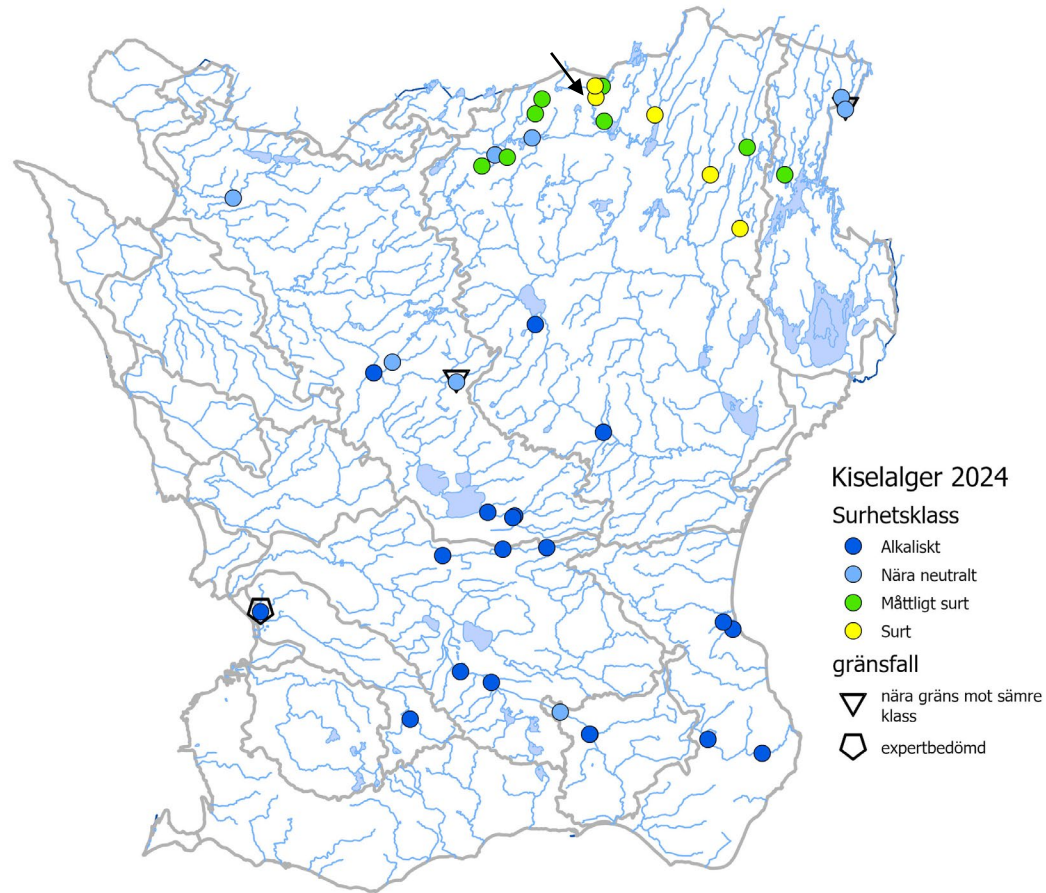 Kiselalger 2024
Surhetsklass
Alkaliskt
Nära neutralt
Måttligt surt
Surt
gränsfall
nära gräns mot sämre
klass
expertbedömd